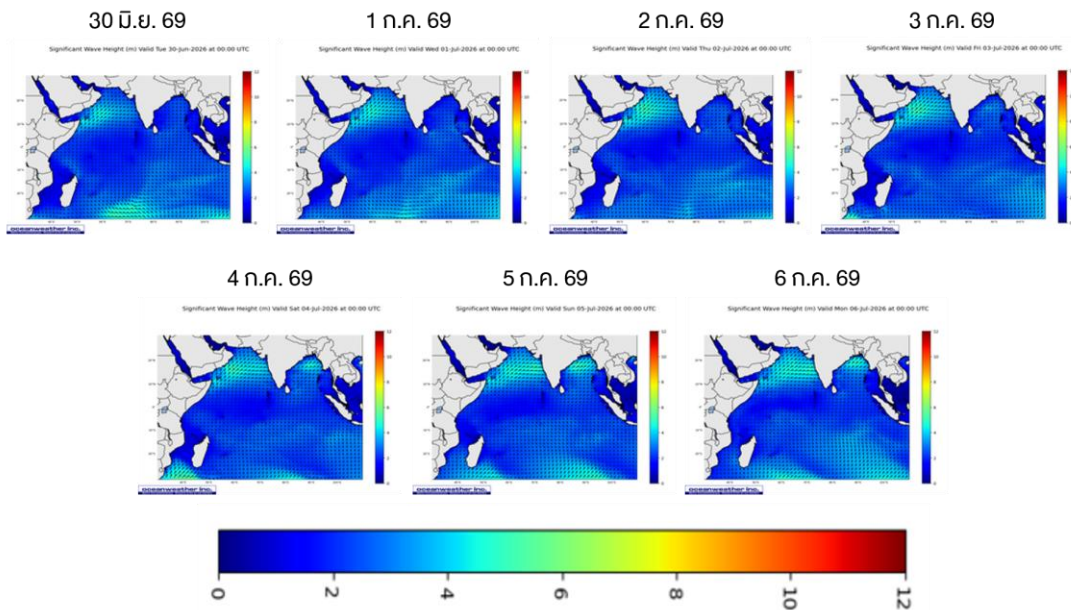 30 มิ.ย. 69
1 ก.ค. 69
2 ก.ค. 69
3 ก.ค. 69
Significant Wave Height (m) Valid Tue 30-Jun-2026 at 00:00 UTC
Significant Wave Height (m) Valid Wed 01-Jul-2026 at 00:00 UTC
Significant Wave Height (m) Valid Thu 02-Jul-2026 at 00:00 UTC
Significant Wave Height (m) Valid Fri 03-Jul-2026 at 00:00 UTC
oceanweather inc.
oceanweather inc.
oceanweather inc.
oceanweather inc.
4 ก.ค. 69
5 ก.ค. 69
6 ก.ค. 69
Significant Wave Height (m) Valid Sat 04-Jul-2026 at 00:00 UTC
Significant Wave Height (m) Valid Sun 05-Jul-2026 at 00:00 UTC
Significant Wave Height (m) Valid Mon 06-Jul-2026 at 00:00 UTC
oceanweather inc.
oceanweather inc.
oceanweather inc.
0 2 4 6 8 10 12